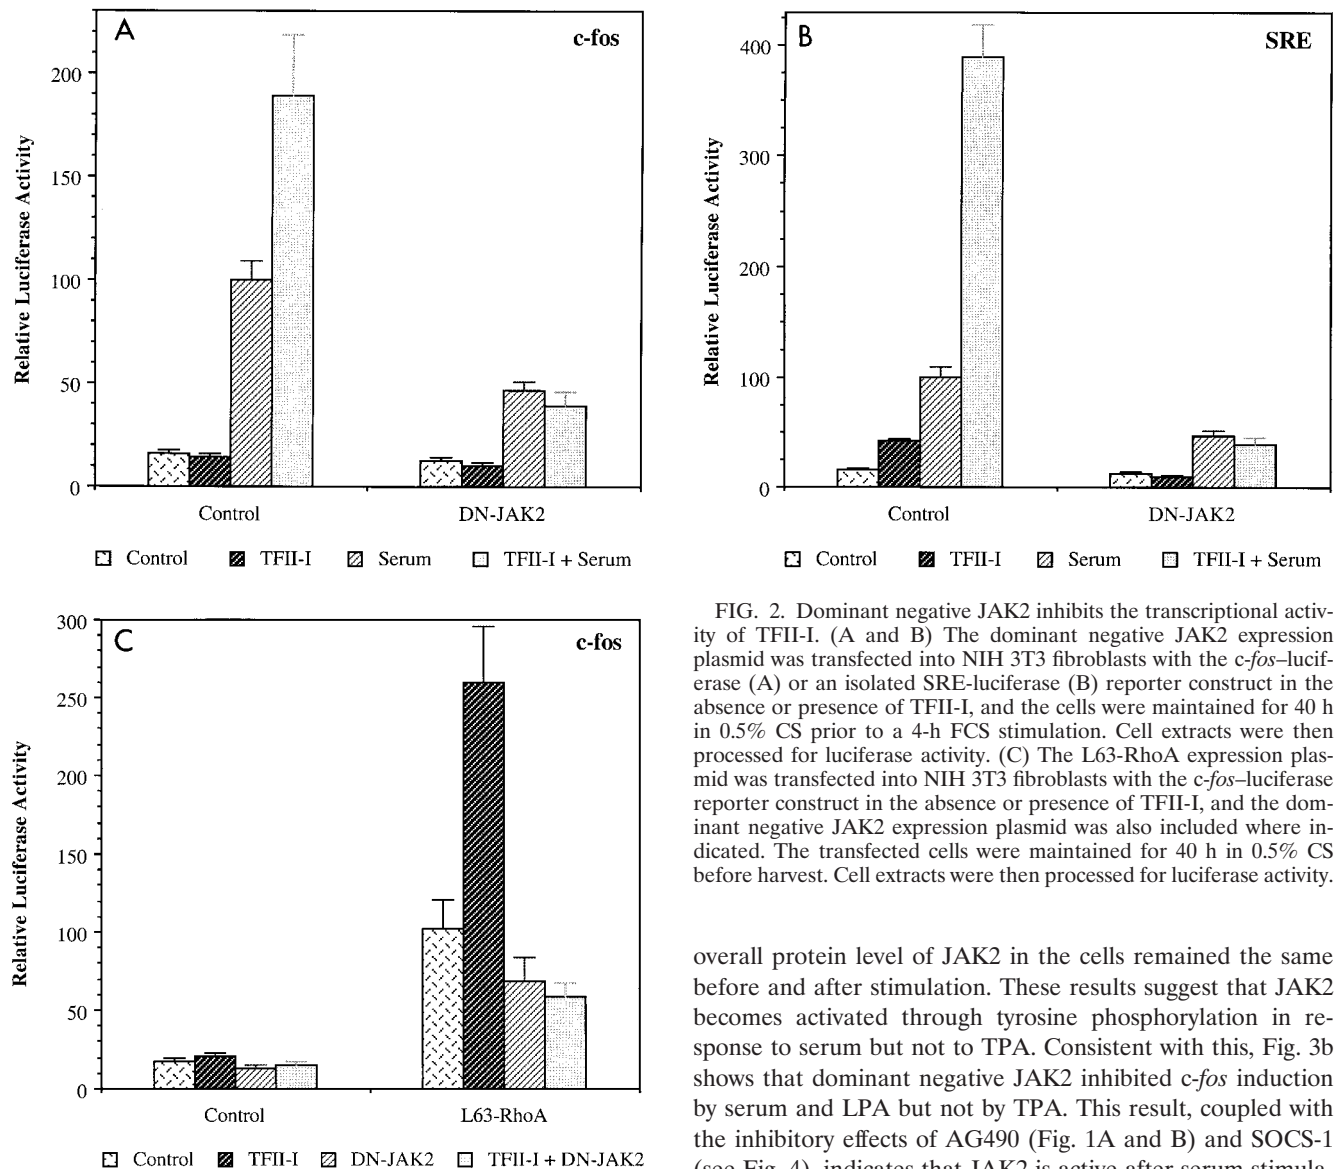 A
c-fos
Relative Luciferase Activity
200
150
100
50
0
Control
DN-JAK2
Control
TFII-I
Serum
TFII-I + Serum
B
SRE
Relative Luciferase Activity
400
300
200
100
0
Control
DN-JAK2
Control
TFII-I
Serum
TFII-I + Serum
C
c-fos
Relative Luciferase Activity
300
250
200
150
100
50
0
Control
L63-RhoA
Control
TFII-I
DN-JAK2
TFII-I + DN-JAK2
FIG. 2. Dominant negative JAK2 inhibits the transcriptional activ-
ity of TFII-I. (A and B) The dominant negative JAK2 expression
plasmid was transfected into NIH 3T3 fibroblasts with the c-fos–lucif-
erase (A) or an isolated SRE-luciferase (B) reporter construct in the
absence or presence of TFII-I, and the cells were maintained for 40 h
in 0.5% CS prior to a 4-h FCS stimulation. Cell extracts were then
processed for luciferase activity. (C) The L63-RhoA expression plas-
mid was transfected into NIH 3T3 fibroblasts with the c-fos–luciferase
reporter construct in the absence or presence of TFII-I, and the dom-
inant negative JAK2 expression plasmid was also included where in-
dicated. The transfected cells were maintained for 40 h in 0.5% CS
before harvest. Cell extracts were then processed for luciferase activity.
overall protein level of JAK2 in the cells remained the same
before and after stimulation. These results suggest that JAK2
becomes activated through tyrosine phosphorylation in re-
sponse to serum but not to TPA. Consistent with this, Fig. 3b
shows that dominant negative JAK2 inhibited c-fos induction
by serum and LPA but not by TPA. This result, coupled with
the inhibitory effects of AG490 (Fig. 1A and B) and SOCS-1
(see Fig. 4), indicates that JAK2 is active after serum stimula-